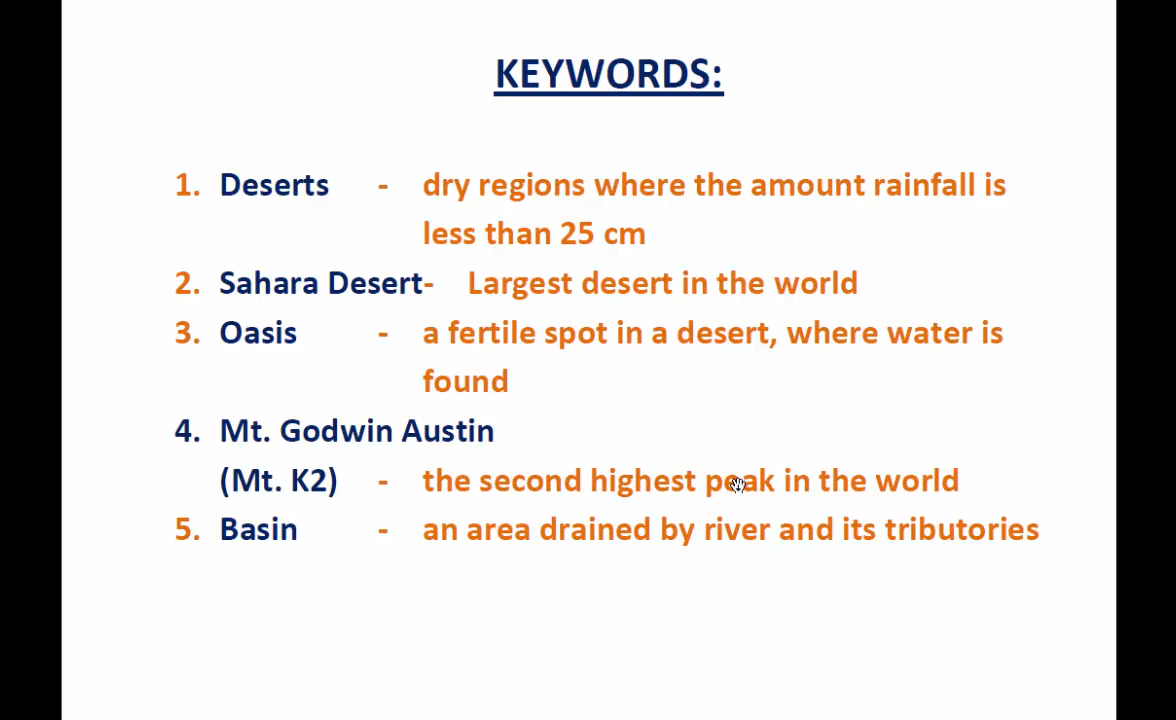 KEYWORDS:
1. Deserts - dry regions where the amount rainfall is
less than 25 cm
2. Sahara Desert- Largest desert in the world
3. Oasis - a fertile spot in a desert, where water is
found
4. Mt. Godwin Austin
(Mt. K2) - the second highest peak in the world
5. Basin - an area drained by river and its tributories